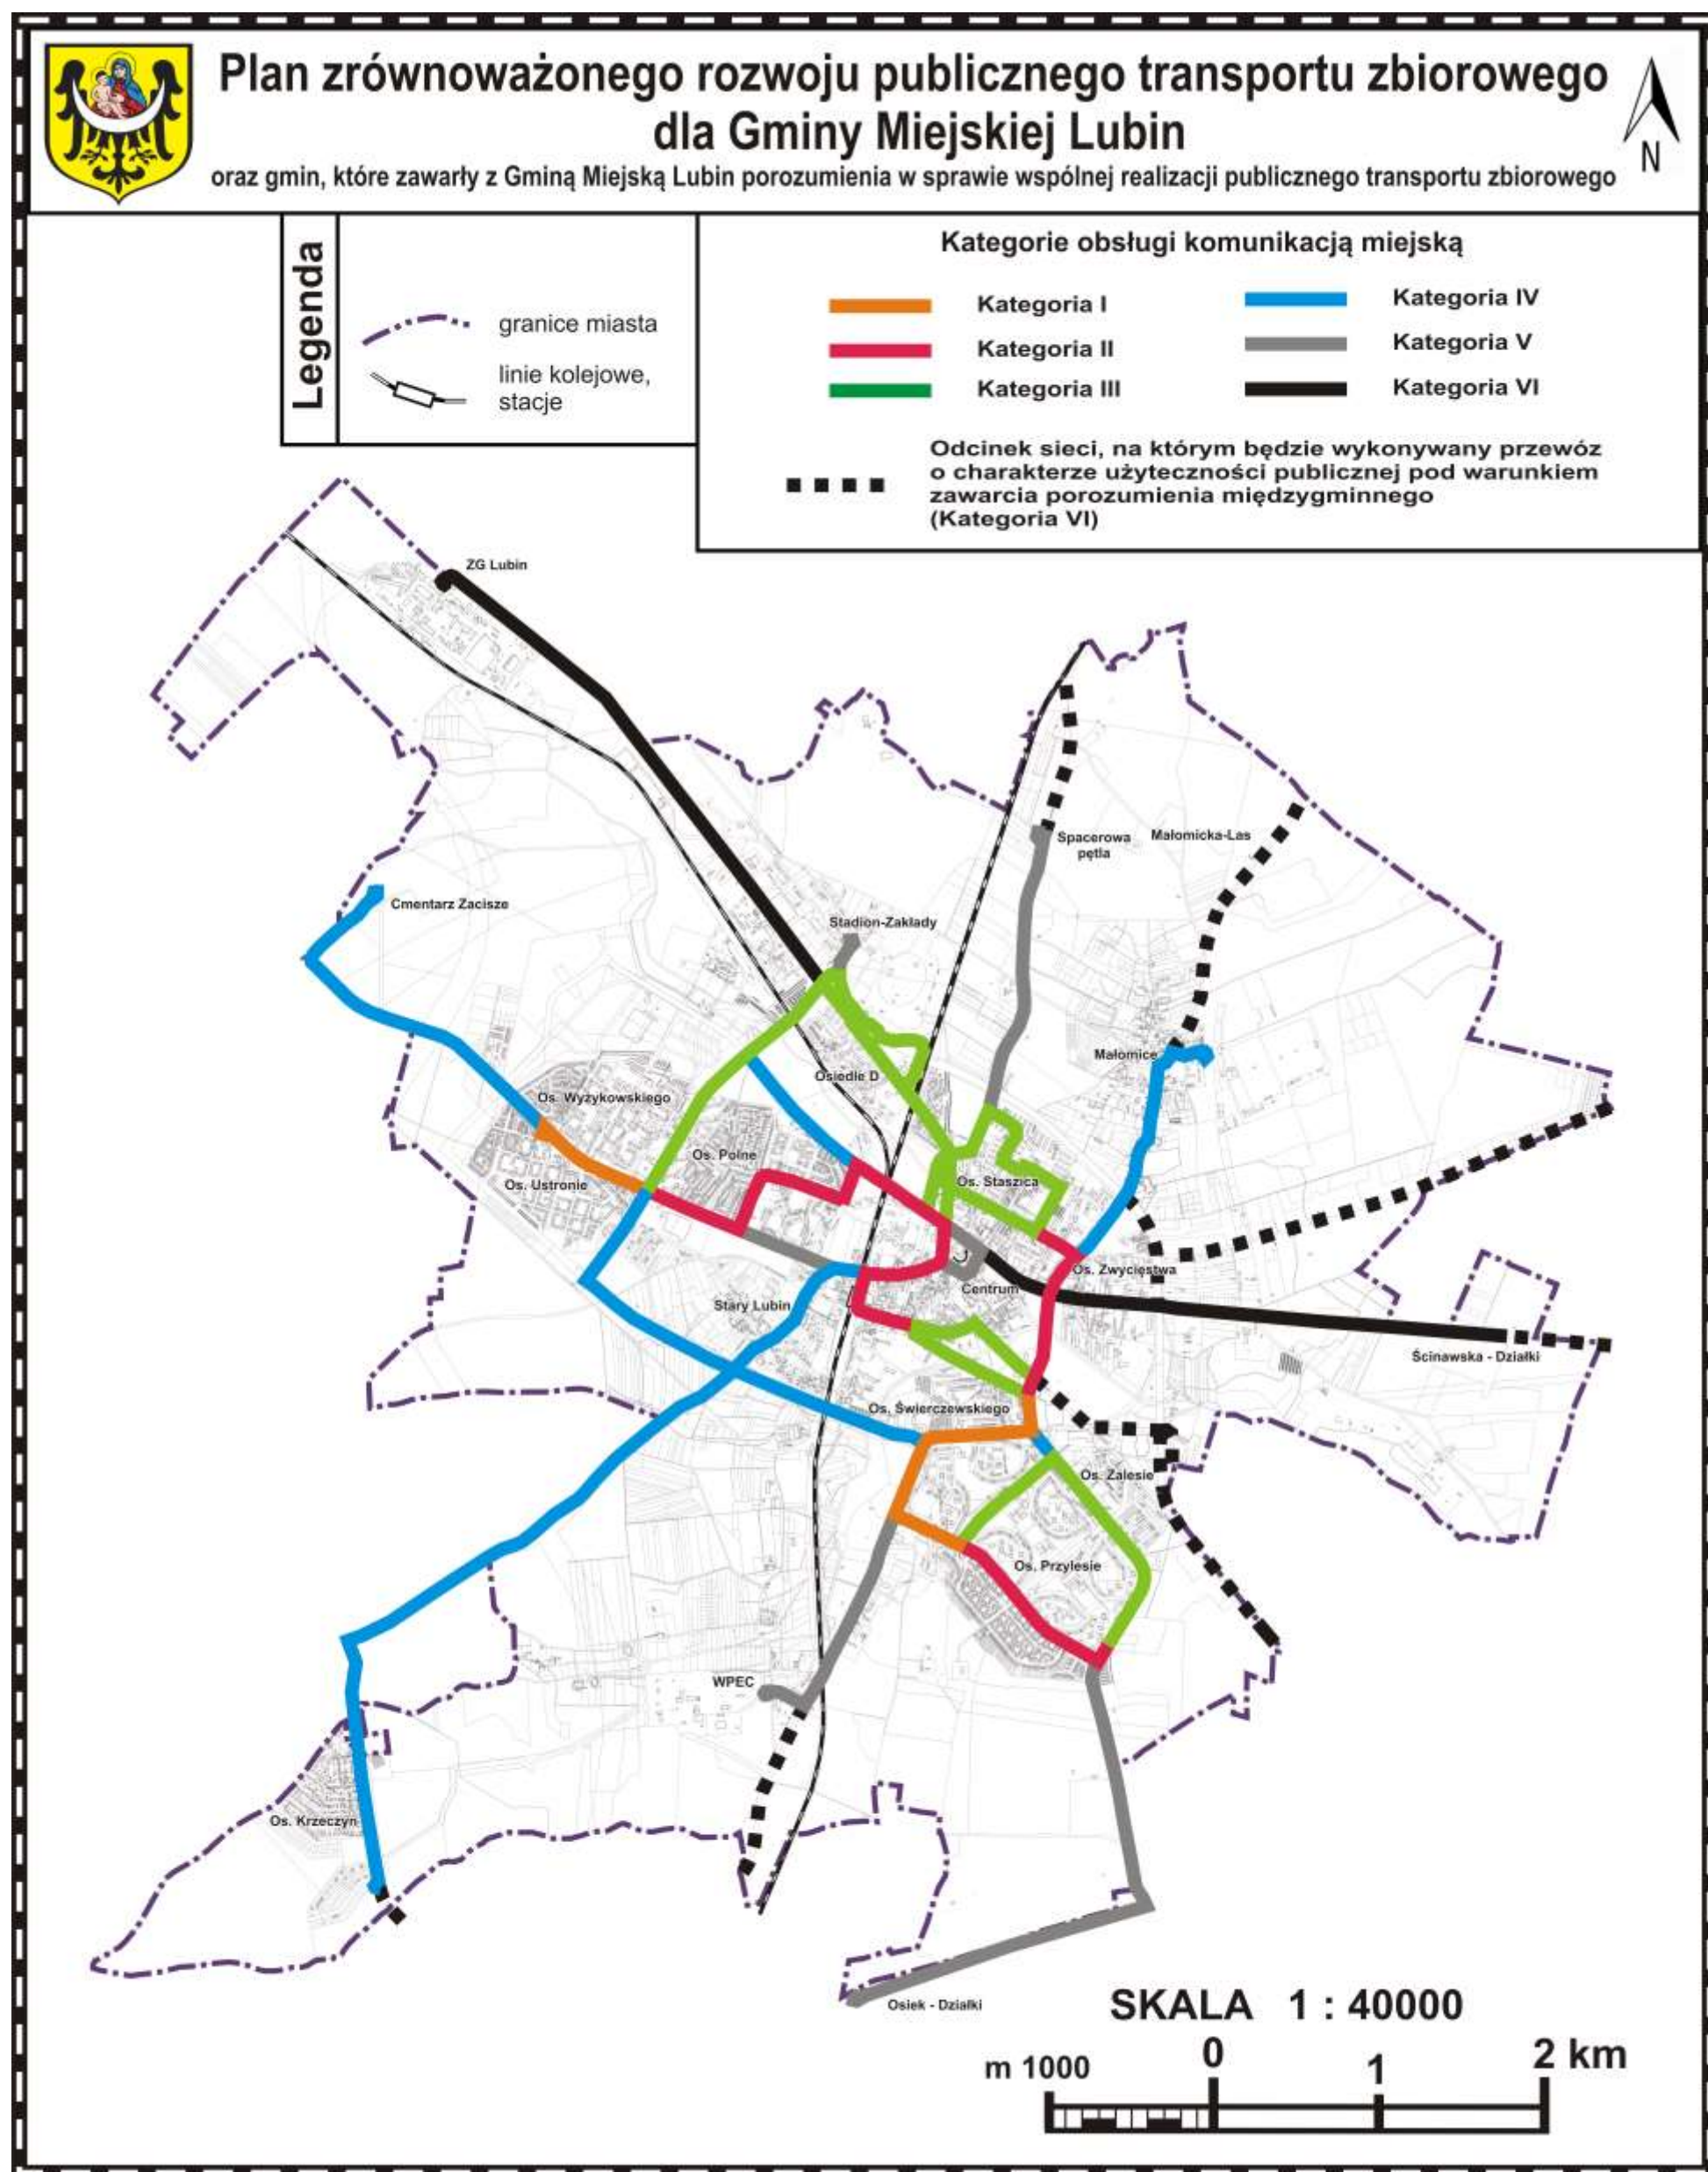 Plan zrównoważonego rozwoju publicznego transportu zbiorowego
dla Gminy Miejskiej Lubin
oraz gmin, które zawarły z Gminą Miejską Lubin porozumienia w sprawie wspólnej realizacji publicznego transportu zbiorowego
N
Legenda
granice miasta
linie kolejowe,
stacje
Kategorie obsługi komunikacją miejską
Kategoria I
Kategoria II
Kategoria III
Kategoria IV
Kategoria V
Kategoria VI
Odcinek sieci, na którym będzie wykonywany przewóz
o charakterze użyteczności publicznej pod warunkiem
zawarcia porozumienia międzygminnego
(Kategoria VI)
ZG Lubin
Spacerowa
pętla
Małomicka-Las
Cmentarz Zacisze
Stadion-Zakłady
Małomice
Osiedle D
Os. Wyżykowskiego
Os. Polne
Os. Ustronie
Os. Staszica
Os. Zwycięstwa
Centrum
Stary Lubin
Ścinawska - Działki
Os. Świerczewskiego
Os. Zalesie
Os. Przylesie
WPEC
Os. Krzeczyn
Osiek - Działki
SKALA 1 : 40000
m 1000 0 1 2 km